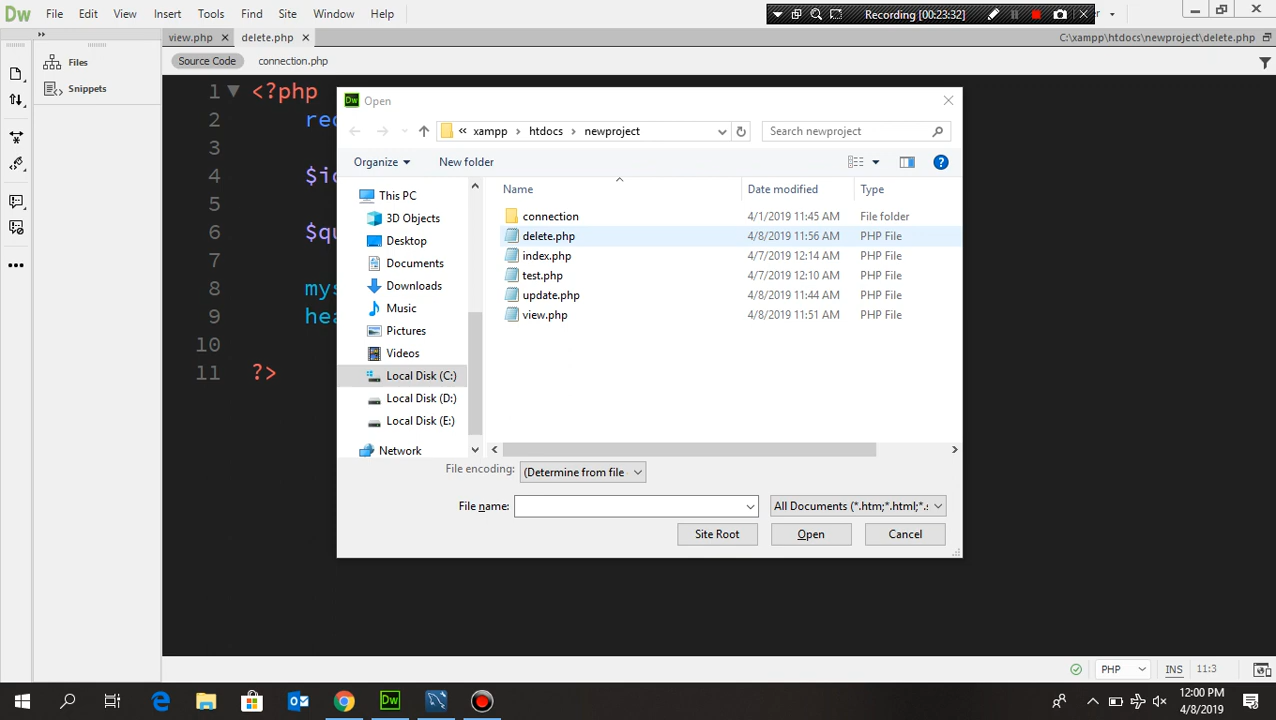 Dw File Edit View Insert Tools Find Site Window Help
Recording [00:23:32]
view.php delete.php C:\xampp\htdocs\newproject\delete.php
Source Code connection.php
Files
Snippets
1 <?php
2
3
4 $i
5
6 $qu
7
8 mys
9 hea
10
11 ?>
Dw Open
« xampp > htdocs > newproject
Search newproject
Organize New folder
This PC
3D Objects
Desktop
Documents
Downloads
Music
Pictures
Videos
Local Disk (C:)
Local Disk (D:)
Local Disk (E:)
Network
Name Date modified Type
connection 4/1/2019 11:45 AM File folder
delete.php 4/8/2019 11:56 AM PHP File
index.php 4/7/2019 12:14 AM PHP File
test.php 4/7/2019 12:10 AM PHP File
update.php 4/8/2019 11:44 AM PHP File
view.php 4/8/2019 11:51 AM PHP File
File encoding: (Determine from file
File name: All Documents (*.htm;*.html;*.s
Site Root Open Cancel
PHP INS 11:3
Dw
12:00 PM
4/8/2019